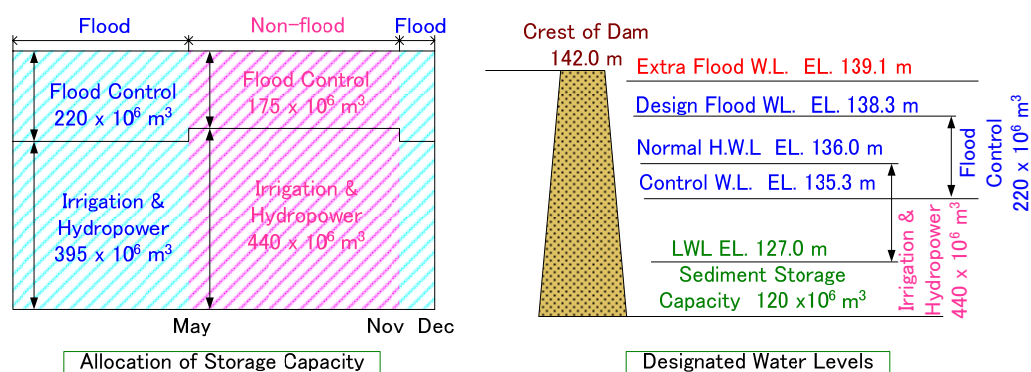 Flood
Non-flood
Flood
Flood Control
220 x 10⁶ m³
Flood Control
175 x 10⁶ m³
Irrigation &
Hydropower
395 x 10⁶ m³
Irrigation &
Hydropower
440 x 10⁶ m³
May
Nov
Dec
Allocation of Storage Capacity
Crest of Dam
142.0 m
Extra Flood W.L. EL. 139.1 m
Design Flood WL. EL. 138.3 m
Normal H.W.L EL. 136.0 m
Control W.L. EL. 135.3 m
LWL EL. 127.0 m
Sediment Storage
Capacity 120 x10⁶ m³
Flood
Control
220 x 10⁶ m³
Irrigation &
Hydropower
440 x 10⁶ m³
Designated Water Levels